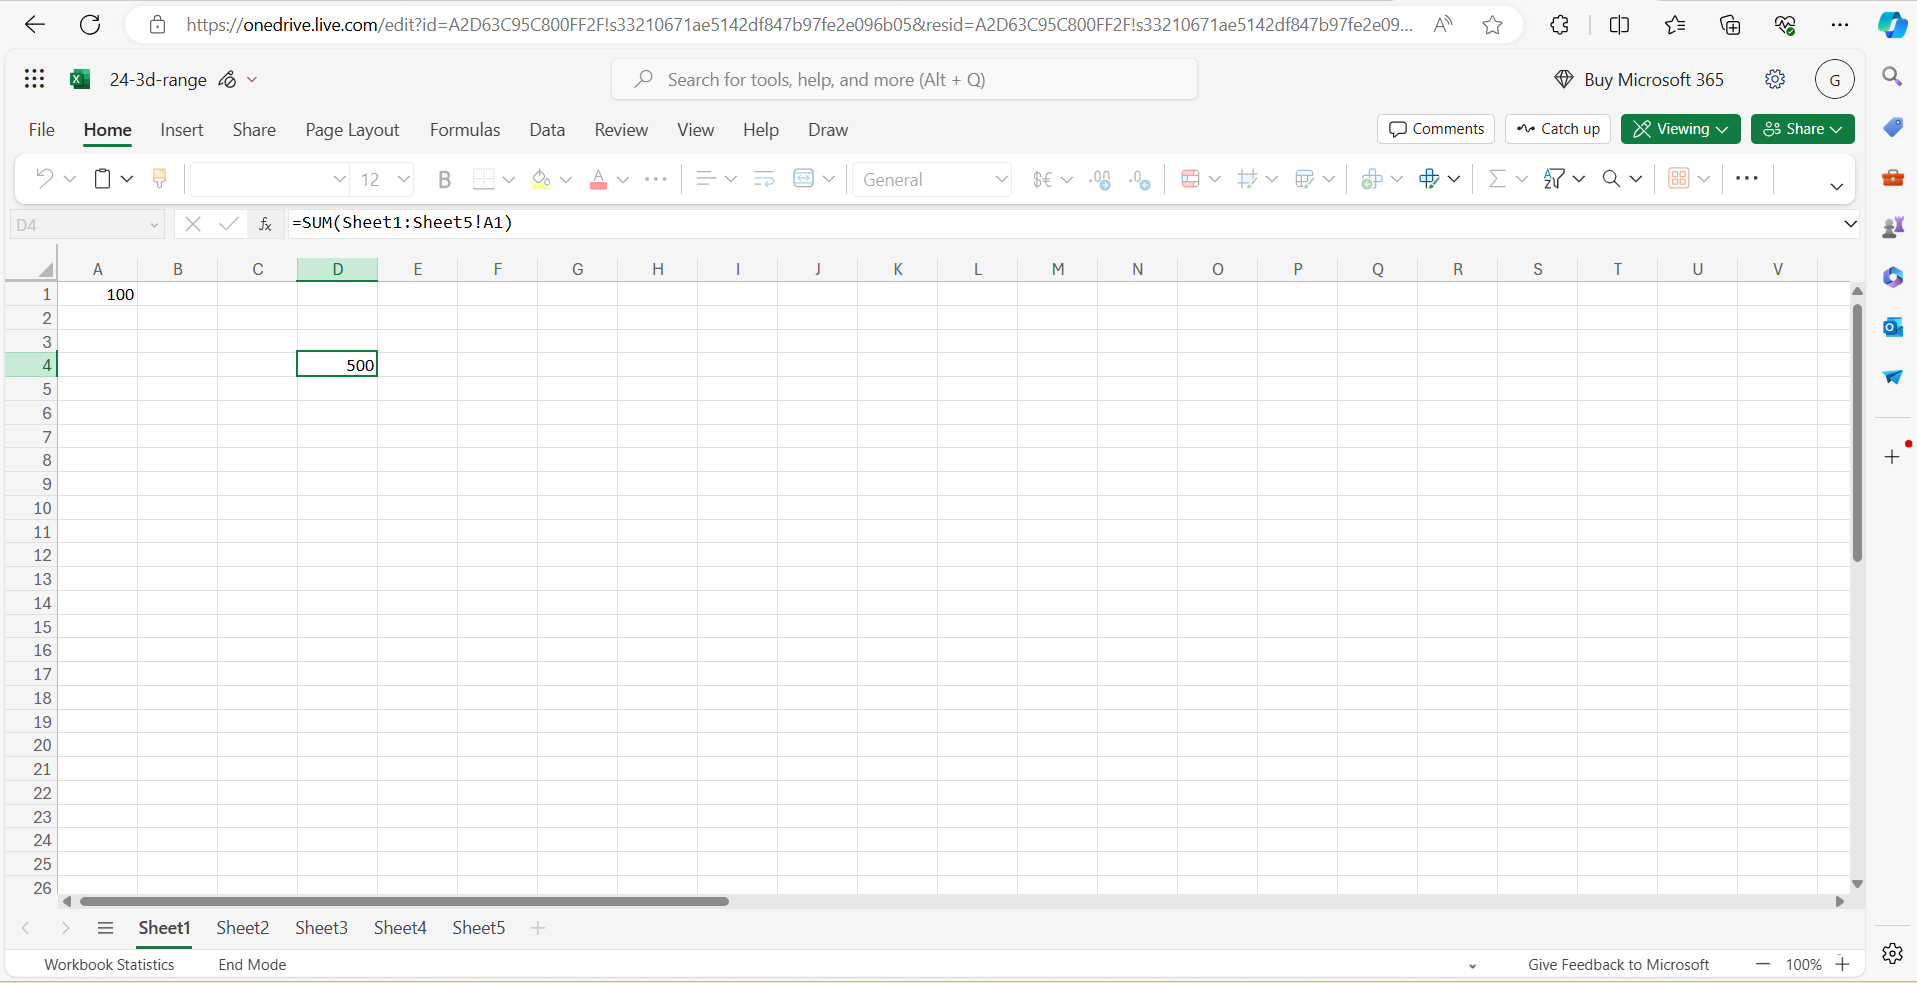 https://onedrive.live.com/edit?id=A2D63C95C800FF2F!s33210671ae5142df847b97fe2e096b05&resid=A2D63C95C800FF2F!s33210671ae5142df847b97fe2e09...
24-3d-range
Search for tools, help, and more (Alt + Q)
Buy Microsoft 365
G
File Home Insert Share Page Layout Formulas Data Review View Help Draw
Comments Catch up Viewing Share
12 B General $€ .00 .0
D4 fx =SUM(Sheet1:Sheet5!A1)
A B C D E F G H I J K L M N O P Q R S T U V
1 100
2
3
4 500
5
6
7
8
9
10
11
12
13
14
15
16
17
18
19
20
21
22
23
24
25
26
Sheet1 Sheet2 Sheet3 Sheet4 Sheet5
Workbook Statistics End Mode Give Feedback to Microsoft 100%